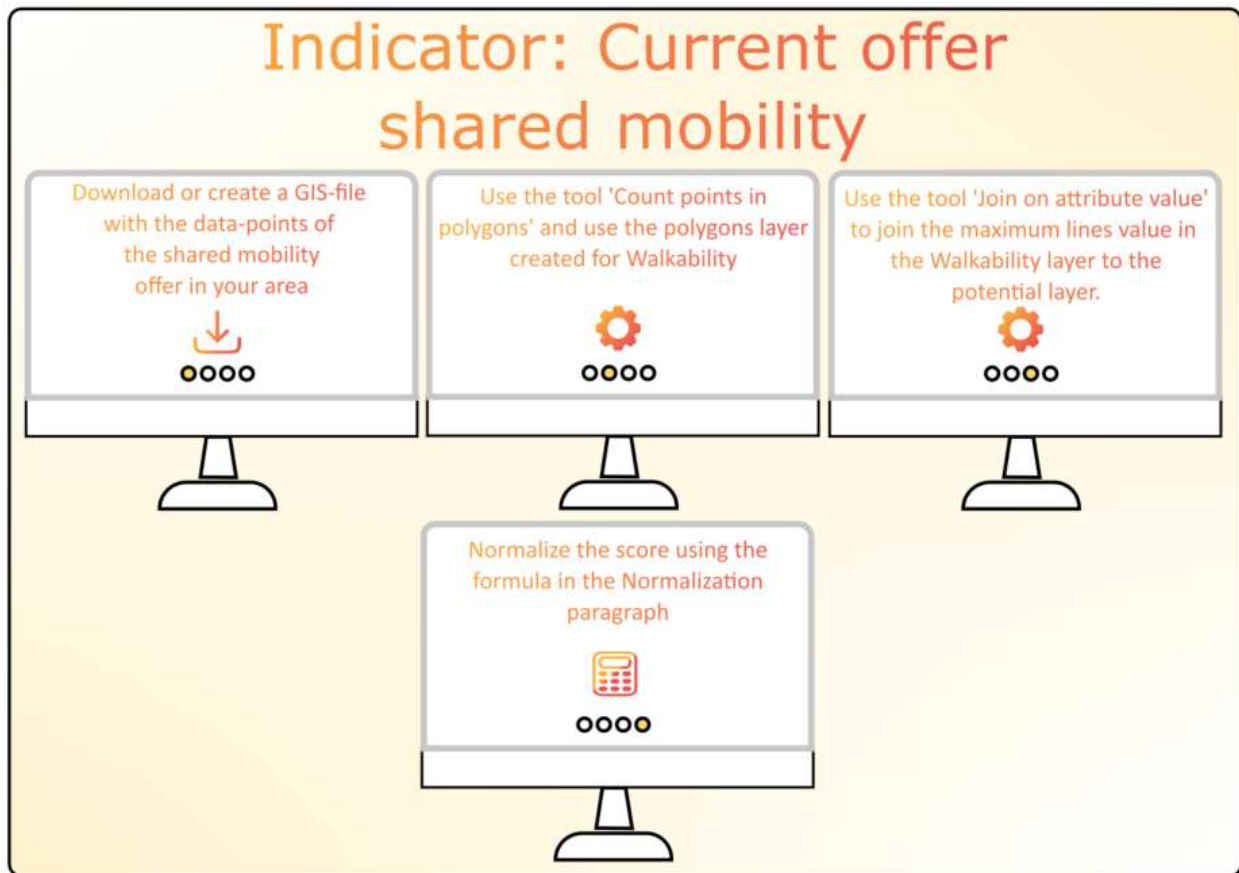 Indicator: Current offer
shared mobility
Download or create a GIS-file
with the data-points of
the shared mobility
offer in your area
Use the tool 'Count points in
polygons' and use the polygons layer
created for Walkability
Use the tool 'Join on attribute value'
to join the maximum lines value in
the Walkability layer to the
potential layer.
Normalize the score using the
formula in the Normalization
paragraph